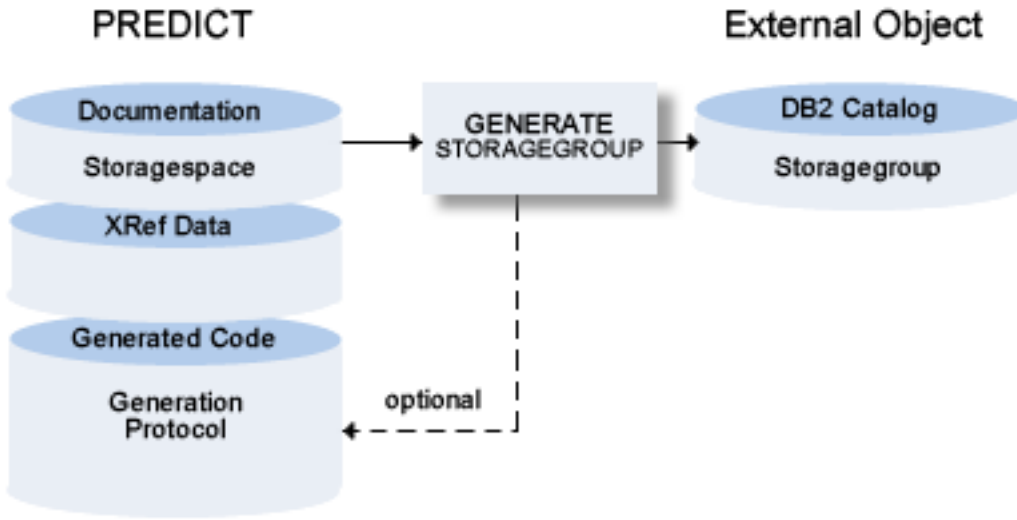 PREDICT
External Object
Documentation
Storagespace
XRef Data
Generated Code
Generation
Protocol
GENERATE
STORAGEGROUP
optional
DB2 Catalog
Storagegroup